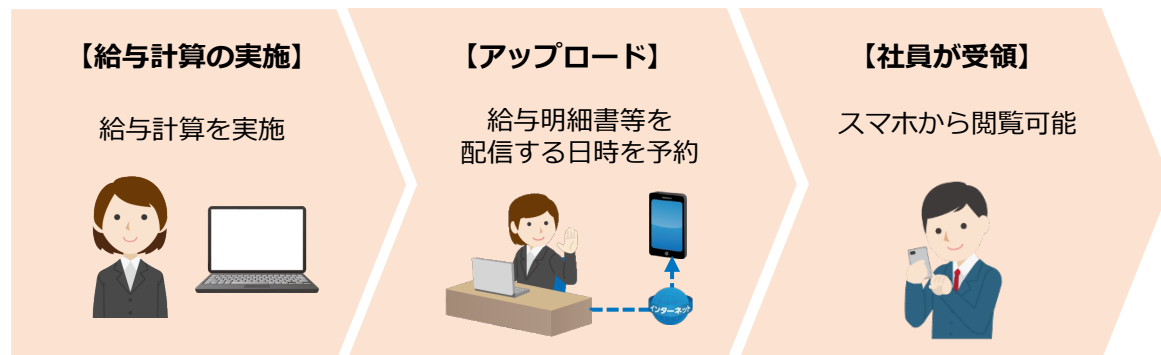 【給与計算の実施】
給与計算を実施
【アップロード】
給与明細書等を
配信する日時を予約
インターネット
【社員が受領】
スマホから閲覧可能